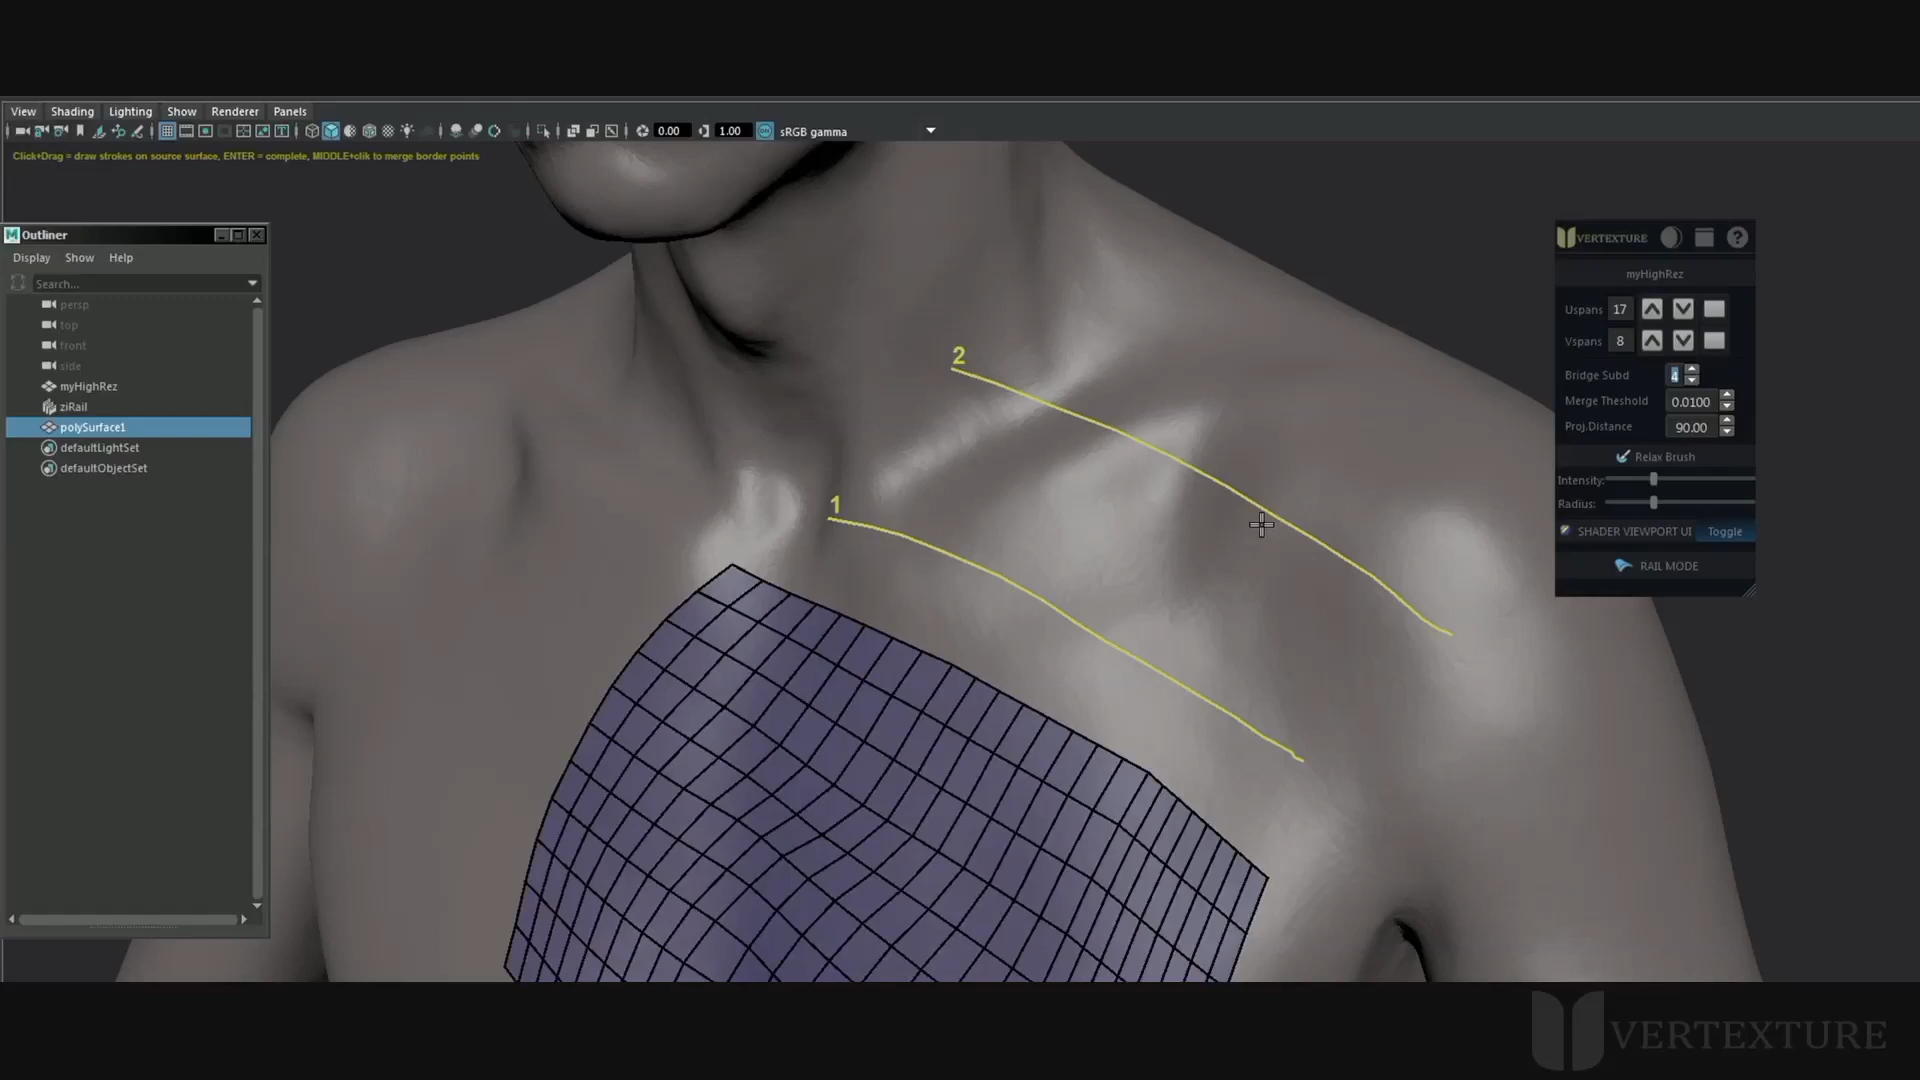 View Shading Lighting Show Renderer Panels
0.00 1.00 sRGB gamma
Click+Drag = draw strokes on source surface, ENTER = complete, MIDDLE+clik to merge border points
Outliner
Display Show Help
Search...
persp
top
front
side
myHighRez
ziRail
polySurface1
defaultLightSet
defaultObjectSet
2
1
VERTEXTURE
myHighRez
Uspans 17
Vspans 8
Bridge Subd 4
Merge Theshold 0.0100
Proj.Distance 90.00
Relax Brush
Intensity:
Radius:
SHADER VIEWPORT UI Toggle
RAIL MODE
VERTEXTURE